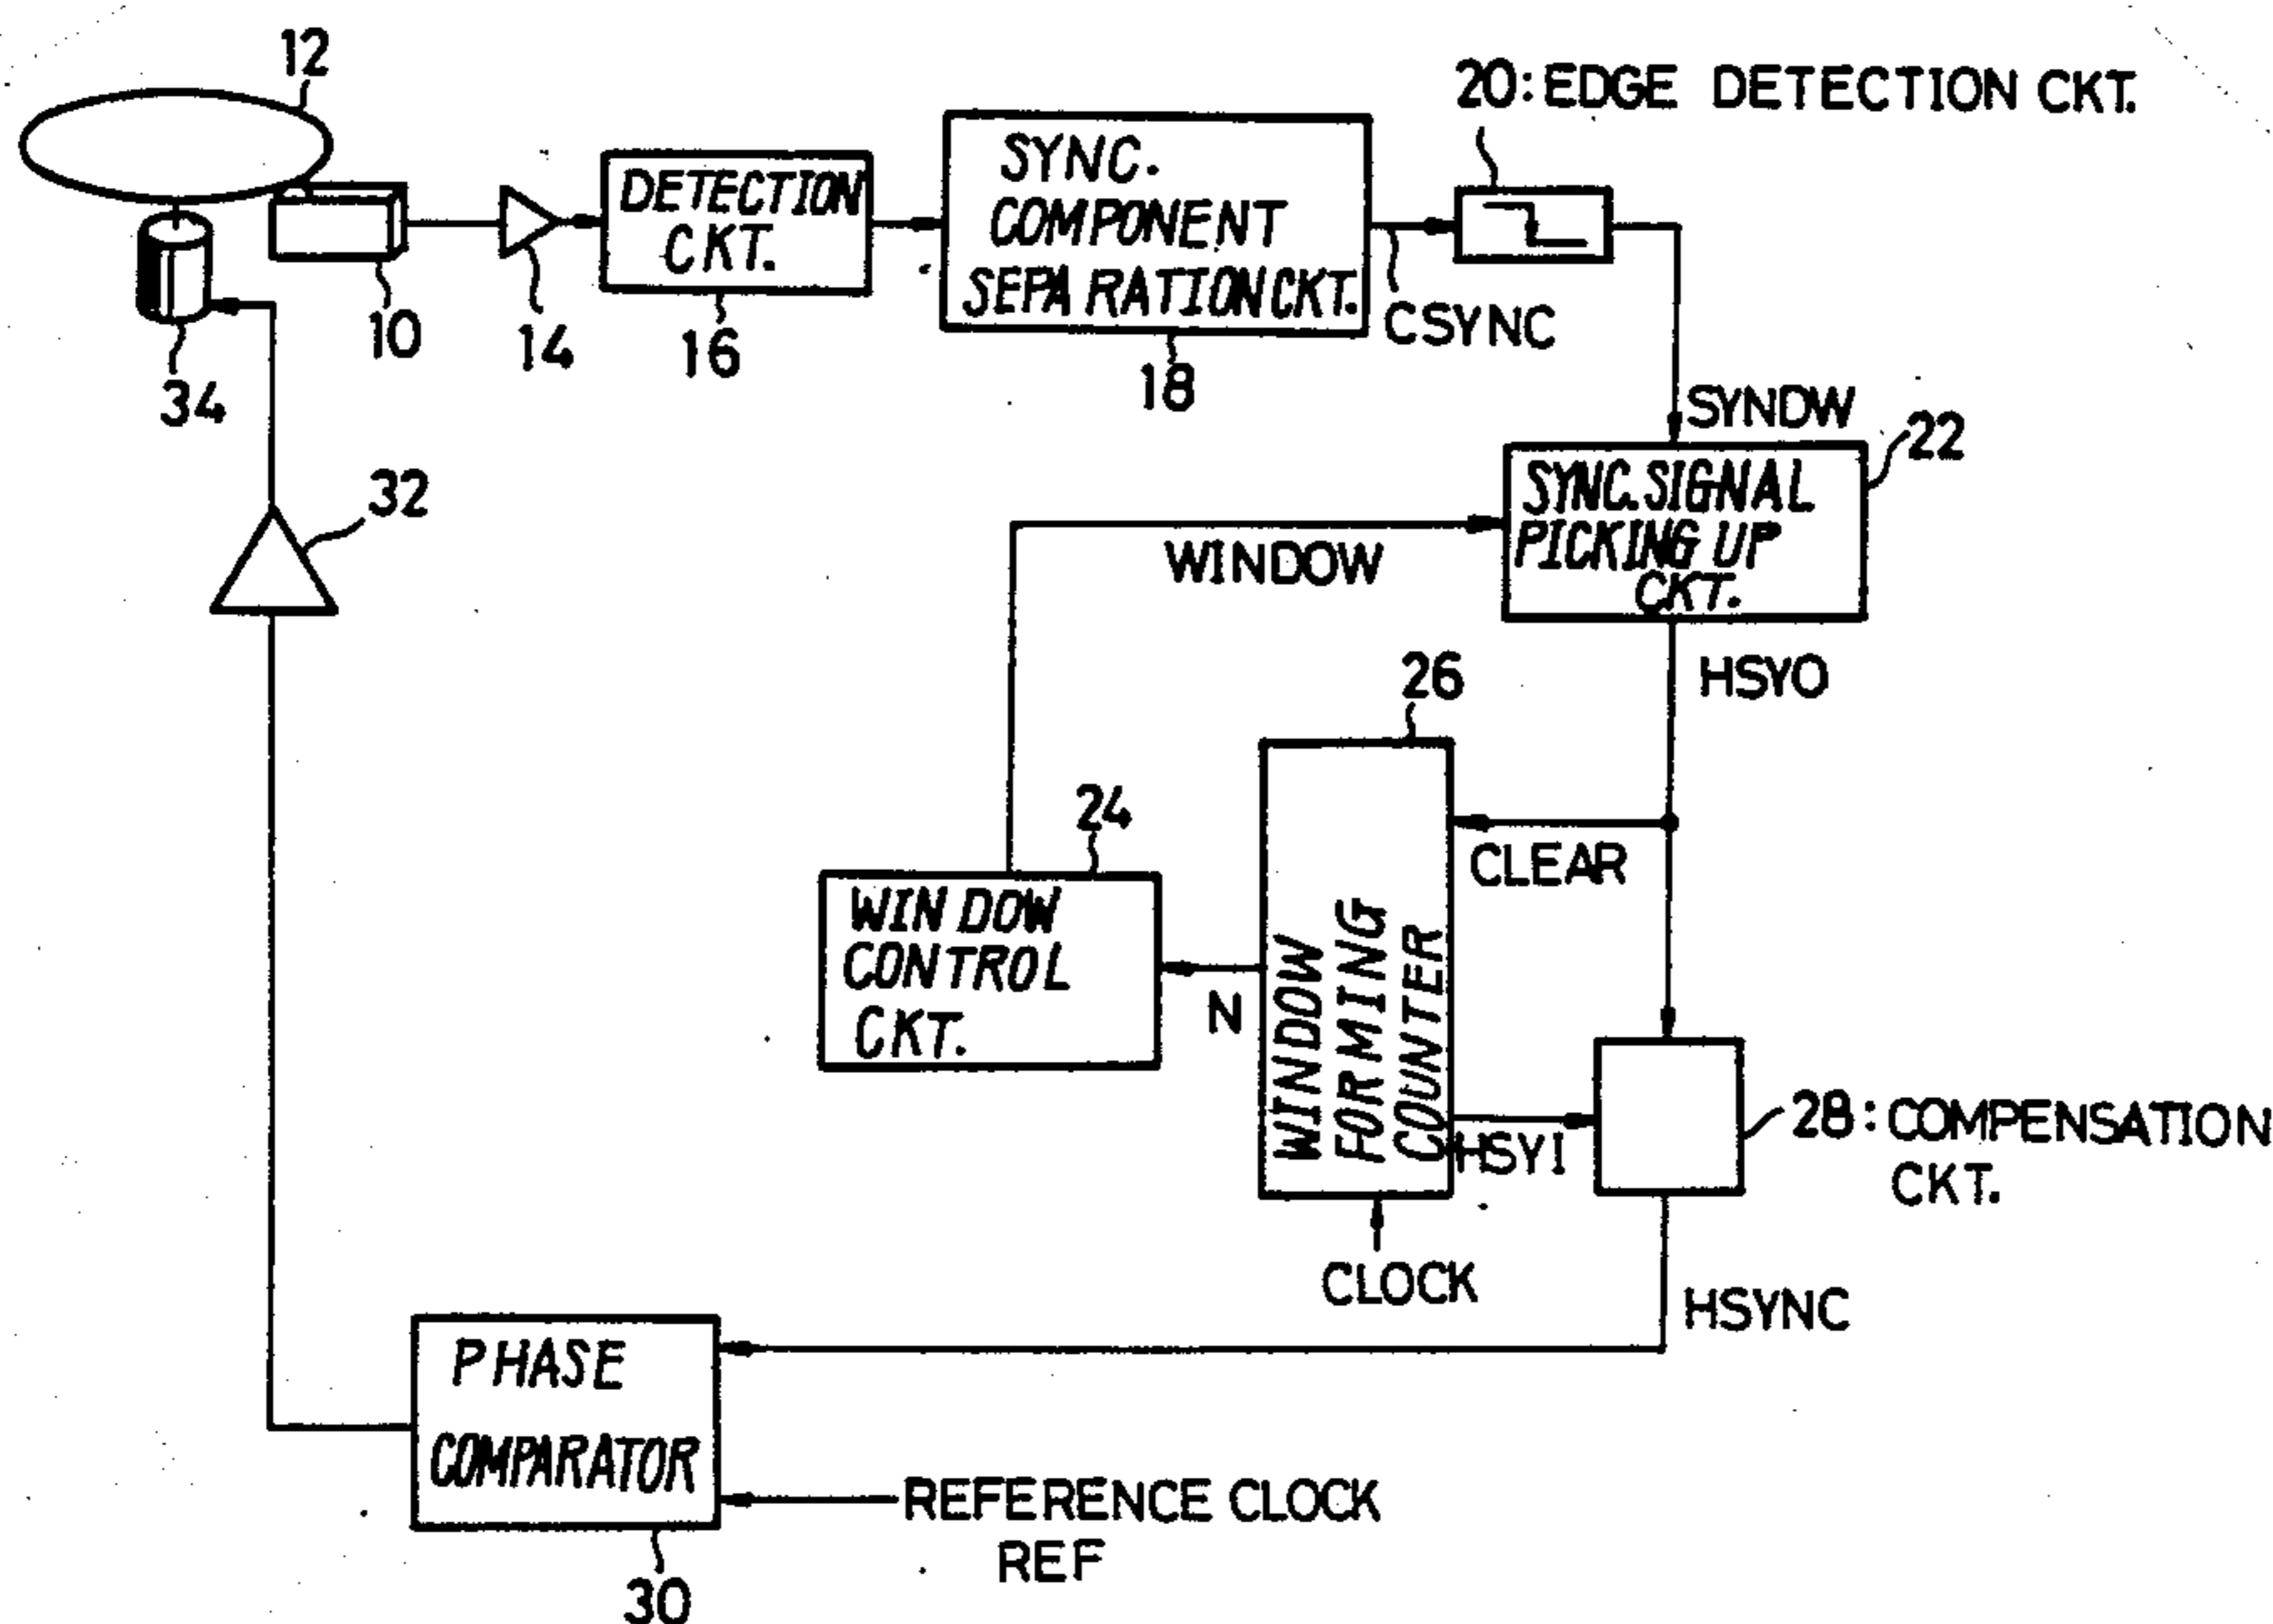 12
20: EDGE DETECTION CKT.
DETECTION
CKT.
SYNC.
COMPONENT
SEPARATION CKT.
CSYNC
10
14
16
18
34
SYNDW
22
SYNC. SIGNAL
PICKING UP
CKT.
32
WINDOW
HSYO
26
24
CLEAR
WINDOW
CONTROL
CKT.
N
WINDOW
FORMING
COUNTER
HSYI
28: COMPENSATION
CKT.
CLOCK
HSYNC
PHASE
COMPARATOR
REFERENCE CLOCK
REF
30